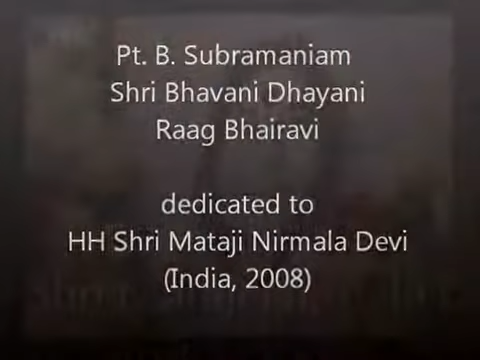 Pt. B. Subramaniam
Shri Bhavani Dhayani
Raag Bhairavi
dedicated to
HH Shri Mataji Nirmala Devi
(India, 2008)